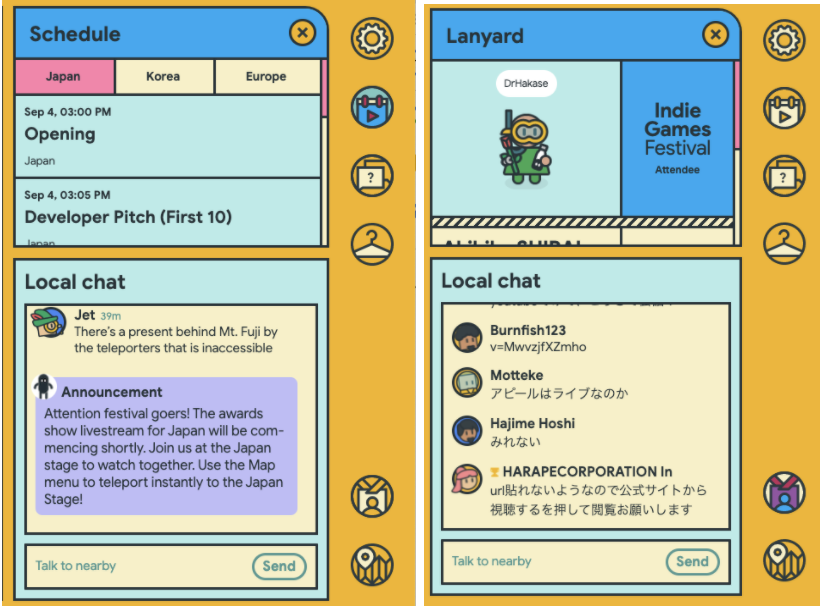 Schedule
Japan
Korea
Europe
Sep 4, 03:00 PM
Opening
Japan
Sep 4, 03:05 PM
Developer Pitch (First 10)
Japan
Local chat
Jet 39m
There's a present behind Mt. Fuji by
the teleporters that is inaccessible
Announcement
Attention festival goers! The awards
show livestream for Japan will be com-
mencing shortly. Join us at the Japan
stage to watch together. Use the Map
menu to teleport instantly to the Japan
Stage!
Talk to nearby
Send
Lanyard
DrHakase
Indie
Games
Festival
Attendee
Local chat
Burnfish123
v=MwvzjfXZmho
Motteke
アピールはライブなのか
Hajime Hoshi
みれない
HARAPECORPORATION In
url貼れないようなので公式サイトから
視聴するを押して閲覧お願いします
Talk to nearby
Send